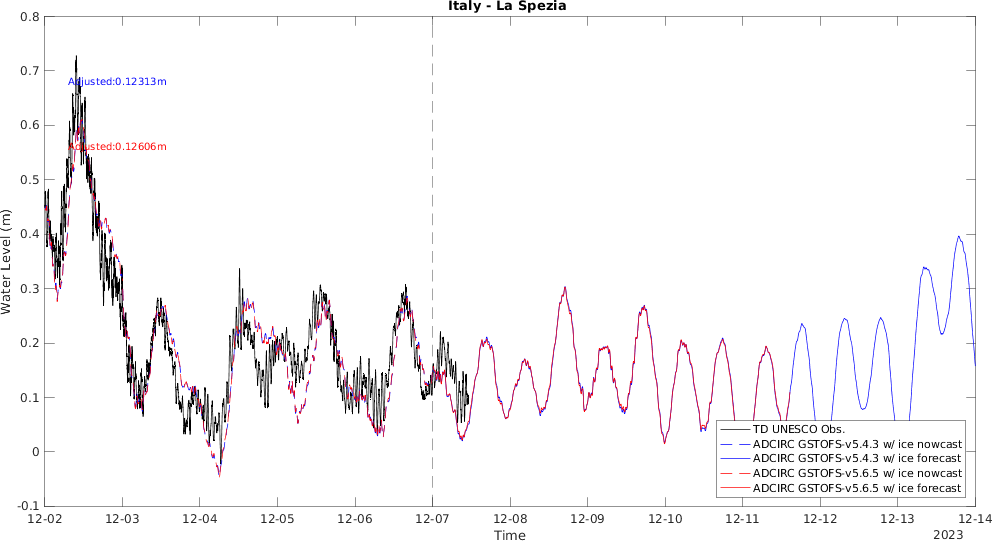 Italy - La Spezia
0.8
0.7
0.6
0.5
0.4
0.3
0.2
0.1
0
-0.1
Water Level (m)
Adjusted:0.12313m
Adjusted:0.12606m
TD UNESCO Obs.
ADCIRC GSTOFS-v5.4.3 w/ ice nowcast
ADCIRC GSTOFS-v5.4.3 w/ ice forecast
ADCIRC GSTOFS-v5.6.5 w/ ice nowcast
ADCIRC GSTOFS-v5.6.5 w/ ice forecast
12-02 12-03 12-04 12-05 12-06 12-07 12-08 12-09 12-10 12-11 12-12 12-13 12-14
Time
2023